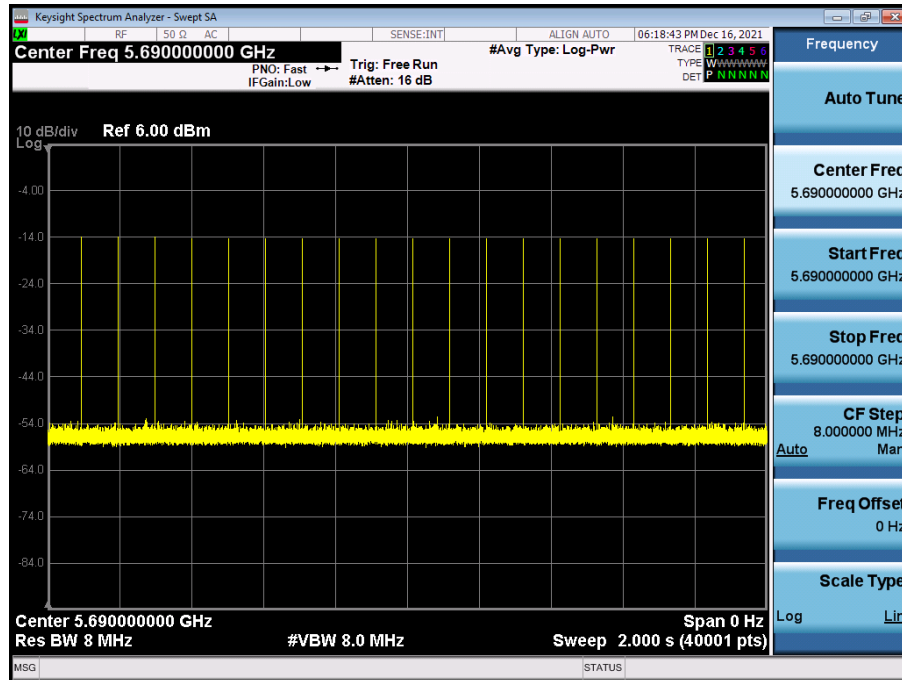 Keysight Spectrum Analyzer - Swept SA
LXI RF 50 Ω AC SENSE:INT ALIGN AUTO 06:18:43 PM Dec 16, 2021
Center Freq 5.690000000 GHz
PNO: Fast
IFGain:Low
Trig: Free Run
#Atten: 16 dB
#Avg Type: Log-Pwr
TRACE 1 2 3 4 5 6
TYPE WWWWWW
DET P N N N N N
10 dB/div Ref 6.00 dBm
Log
-4.00
-14.0
-24.0
-34.0
-44.0
-54.0
-64.0
-74.0
-84.0
Center 5.690000000 GHz Span 0 Hz
Res BW 8 MHz #VBW 8.0 MHz Sweep 2.000 s (40001 pts)
MSG STATUS
Frequency
Auto Tune
Center Freq
5.690000000 GHz
Start Freq
5.690000000 GHz
Stop Freq
5.690000000 GHz
CF Step
8.000000 MHz
Auto Man
Freq Offset
0 Hz
Scale Type
Log Lin